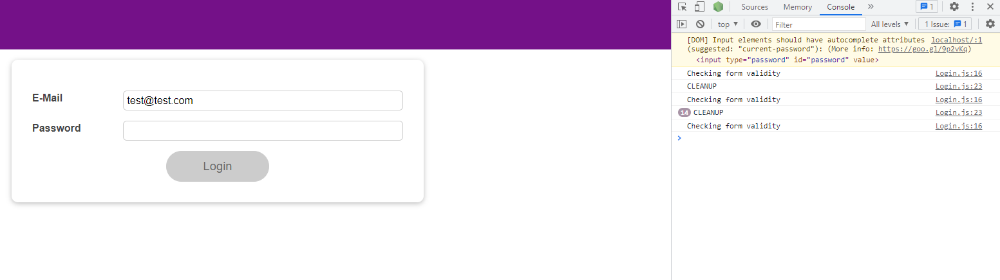 E-Mail test@test.com
Password
Login
Sources Memory Console » 1
top ▼ Filter All levels ▼ 1 Issue: 1
[DOM] Input elements should have autocomplete attributes localhost/:1
(suggested: "current-password"): (More info: https://goo.gl/9p2vKq)
<input type="password" id="password" value>
Checking form validity Login.js:16
CLEANUP Login.js:23
Checking form validity Login.js:16
14 CLEANUP Login.js:23
Checking form validity Login.js:16
>